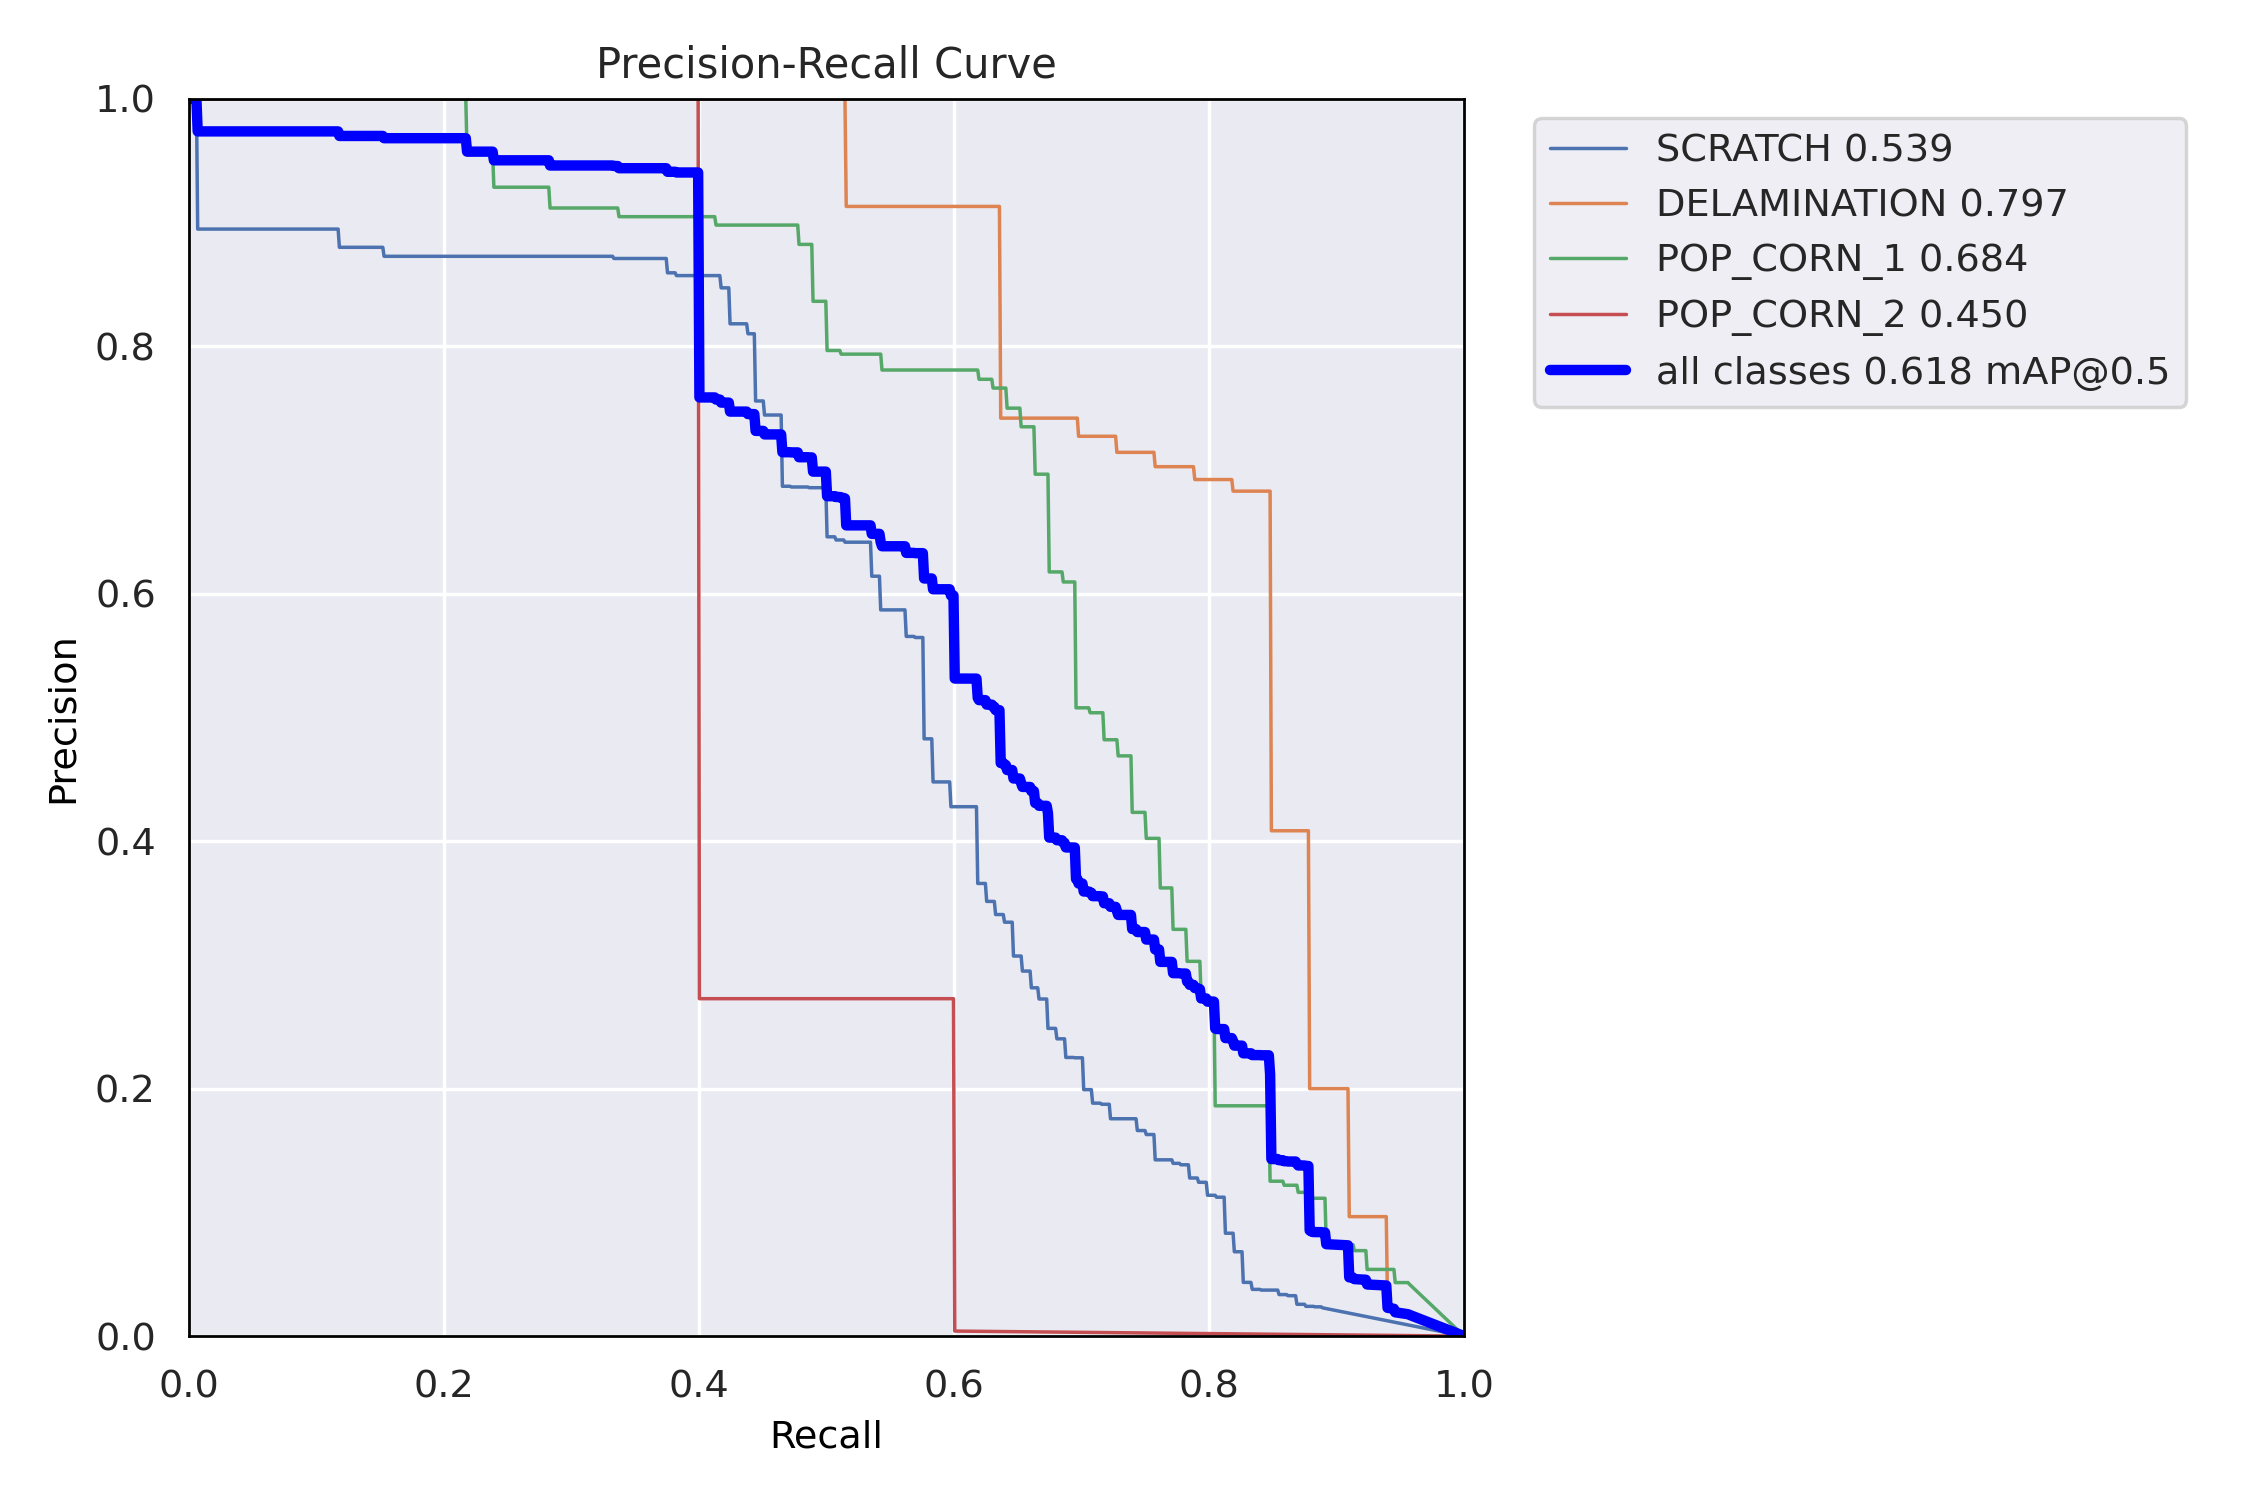 Precision-Recall Curve
1.0
0.8
0.6
0.4
0.2
0.0
Precision
0.0 0.2 0.4 0.6 0.8 1.0
Recall
SCRATCH 0.539
DELAMINATION 0.797
POP_CORN_1 0.684
POP_CORN_2 0.450
all classes 0.618 mAP@0.5